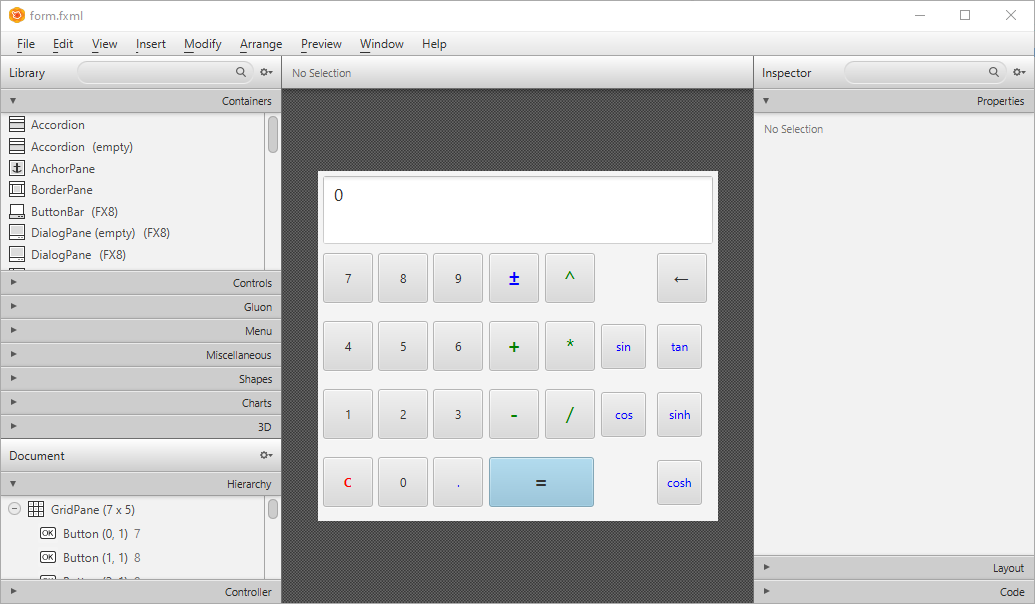 form.fxml
File Edit View Insert Modify Arrange Preview Window Help
Library
No Selection
Inspector
Containers
Properties
Accordion
Accordion (empty)
AnchorPane
BorderPane
ButtonBar (FX8)
DialogPane (empty) (FX8)
DialogPane (FX8)
Controls
Gluon
Menu
Miscellaneous
Shapes
Charts
3D
Document
Hierarchy
GridPane (7 x 5)
OK Button (0, 1) 7
OK Button (1, 1) 8
Controller
0
7 8 9 ± ^ ←
4 5 6 + * sin tan
1 2 3 - / cos sinh
C 0 . = cosh
No Selection
Layout
Code